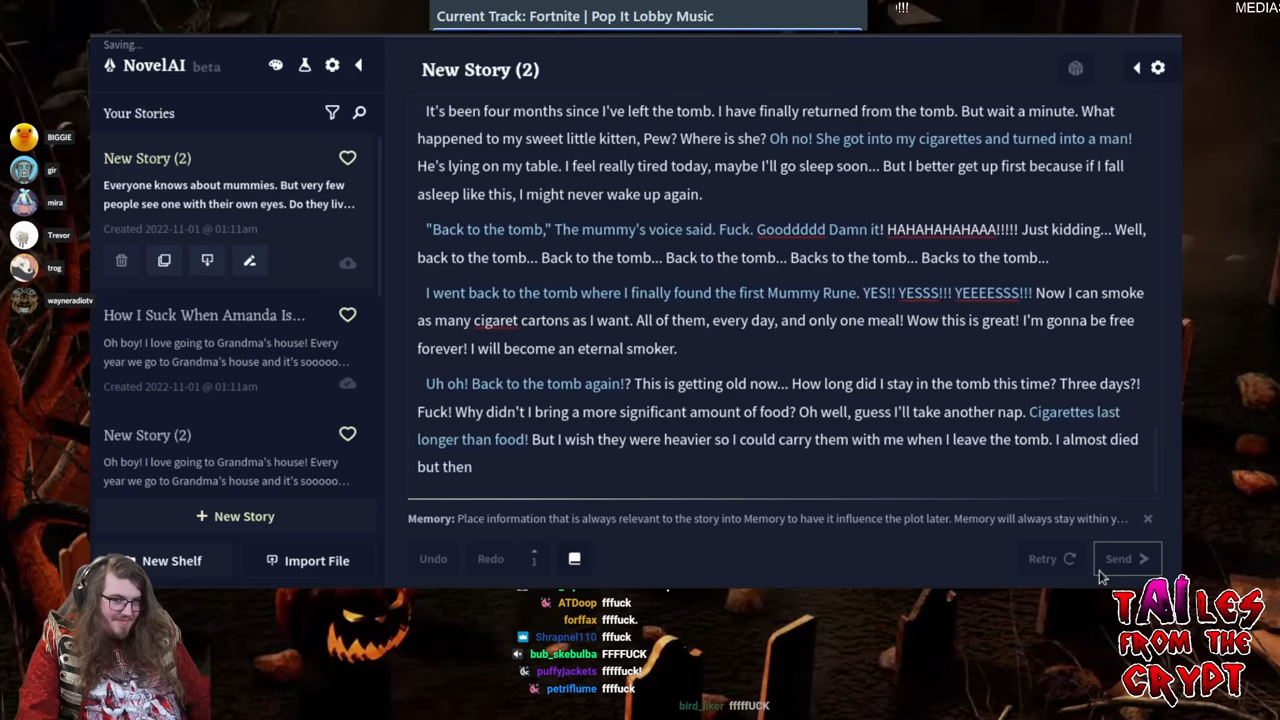 Current Track: Fortnite | Pop It Lobby Music
!!!
MEDIAS
Saving...
NovelAI beta
New Story (2)
Your Stories
New Story (2)
Everyone knows about mummies. But very few
people see one with their own eyes. Do they liv...
Created 2022-11-01 @ 01:11am
How I Suck When Amanda Is...
Oh boy! I love going to Grandma's house! Every
year we go to Grandma's house and it's sooooo...
Created 2022-11-01 @ 01:11am
New Story (2)
Oh boy! I love going to Grandma's house! Every
year we go to Grandma's house and it's sooooo...
+ New Story
New Shelf
Import File
BIGGIE
gir
mira
Trevor
trog
wayneradiotv
It's been four months since I've left the tomb. I have finally returned from the tomb. But wait a minute. What
happened to my sweet little kitten, Pew? Where is she? Oh no! She got into my cigarettes and turned into a man!
He's lying on my table. I feel really tired today, maybe I'll go sleep soon... But I better get up first because if I fall
asleep like this, I might never wake up again.
"Back to the tomb," The mummy's voice said. Fuck. Gooddddd Damn it! HAHAHAHAHAAA!!!!! Just kidding... Well,
back to the tomb... Back to the tomb... Back to the tomb... Backs to the tomb... Backs to the tomb...
I went back to the tomb where I finally found the first Mummy Rune. YES!! YESSS!!! YEEEESSS!!! Now I can smoke
as many cigaret cartons as I want. All of them, every day, and only one meal! Wow this is great! I'm gonna be free
forever! I will become an eternal smoker.
Uh oh! Back to the tomb again!? This is getting old now... How long did I stay in the tomb this time? Three days?!
Fuck! Why didn't I bring a more significant amount of food? Oh well, guess I'll take another nap. Cigarettes last
longer than food! But I wish they were heavier so I could carry them with me when I leave the tomb. I almost died
but then
Memory: Place information that is always relevant to the story into Memory to have it influence the plot later. Memory will always stay within y...
Undo
Redo
1
Retry
Send
ATDoop fffuck
forffax ffffuck.
Shrapnel110 fffuck
bub_skebulba FFFFUCK
puffyjackets fffffuck!
petriflume ffffuck
bird_liker fffffUCK
TAILES
FROM THE
CRYPT